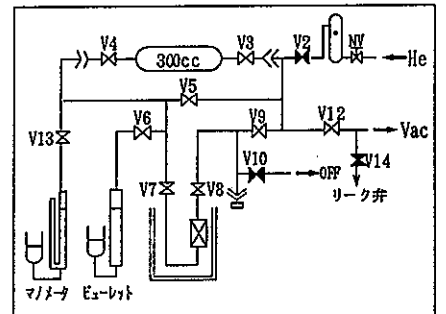 V4
300cc
V3
V2
NV
He
V5
V6
V9
V12
Vac
V13
V7
V8
V10
OFF
V14
リーク弁
マノメータ
ビューレット